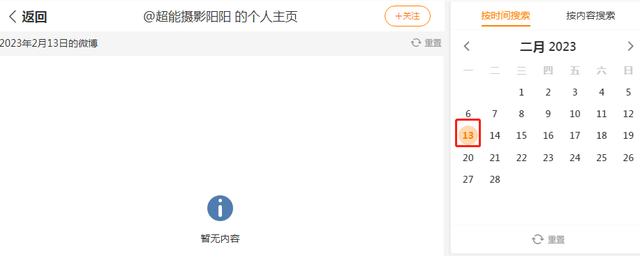 返回
@超能摄影阳阳 的个人主页
+关注
2023年2月13日的微博
重置
暂无内容
按时间搜索 按内容搜索
二月 2023
一 二 三 四 五 六 日
1 2 3 4 5
6 7 8 9 10 11 12
13 14 15 16 17 18 19
20 21 22 23 24 25 26
27 28
重置